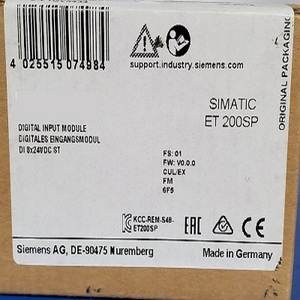 4 025515 074984
support.industry.siemens.com
ORIGINAL PACKAGING
SIMATIC
ET 200SP
DIGITAL INPUT MODULE
DIGITALES EINGANGSMODUL
DI 8x24VDC ST
FS: 01
FW: V0.0.0
CUL/EX
FM
6F5
KCC-REM-S49-
ET200SP
EAC
CE
Siemens AG, DE-90475 Nuremberg
Made in Germany